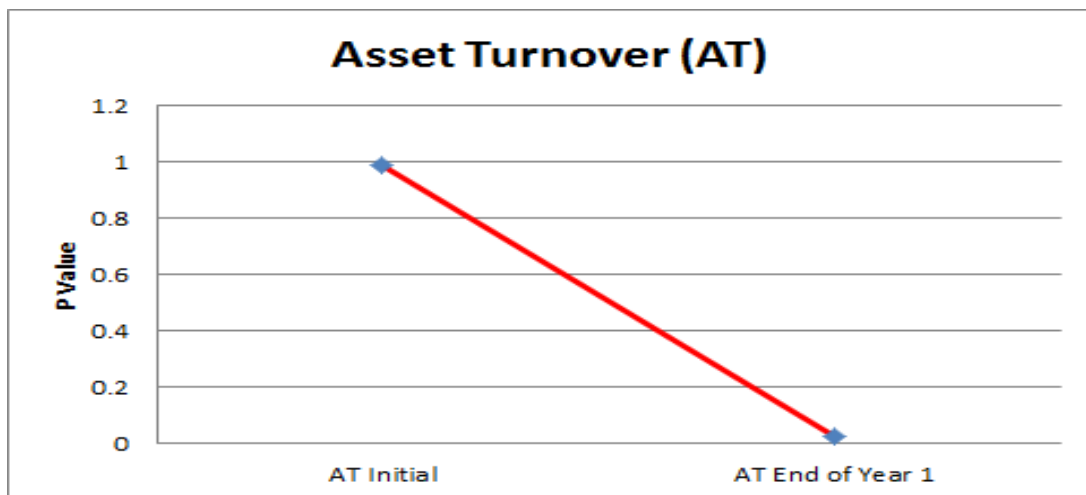 Asset Turnover (AT)
1.2
1
0.8
0.6
0.4
0.2
0
P Value
AT Initial
AT End of Year 1